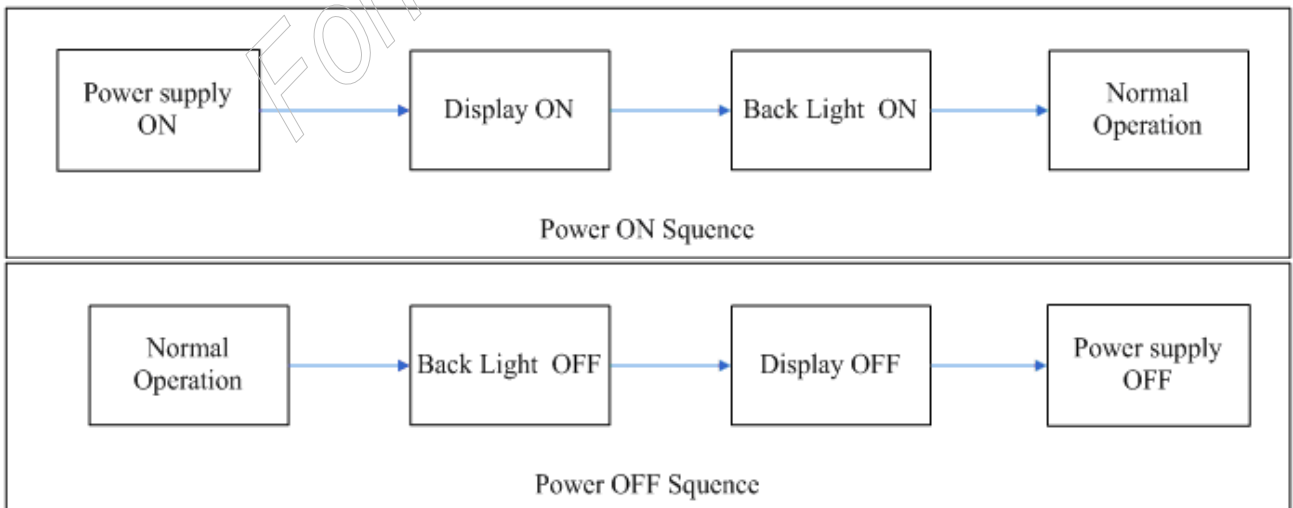 Power supply
ON
Display ON
Back Light ON
Normal
Operation
Power ON Squence
Normal
Operation
Back Light OFF
Display OFF
Power supply
OFF
Power OFF Squence